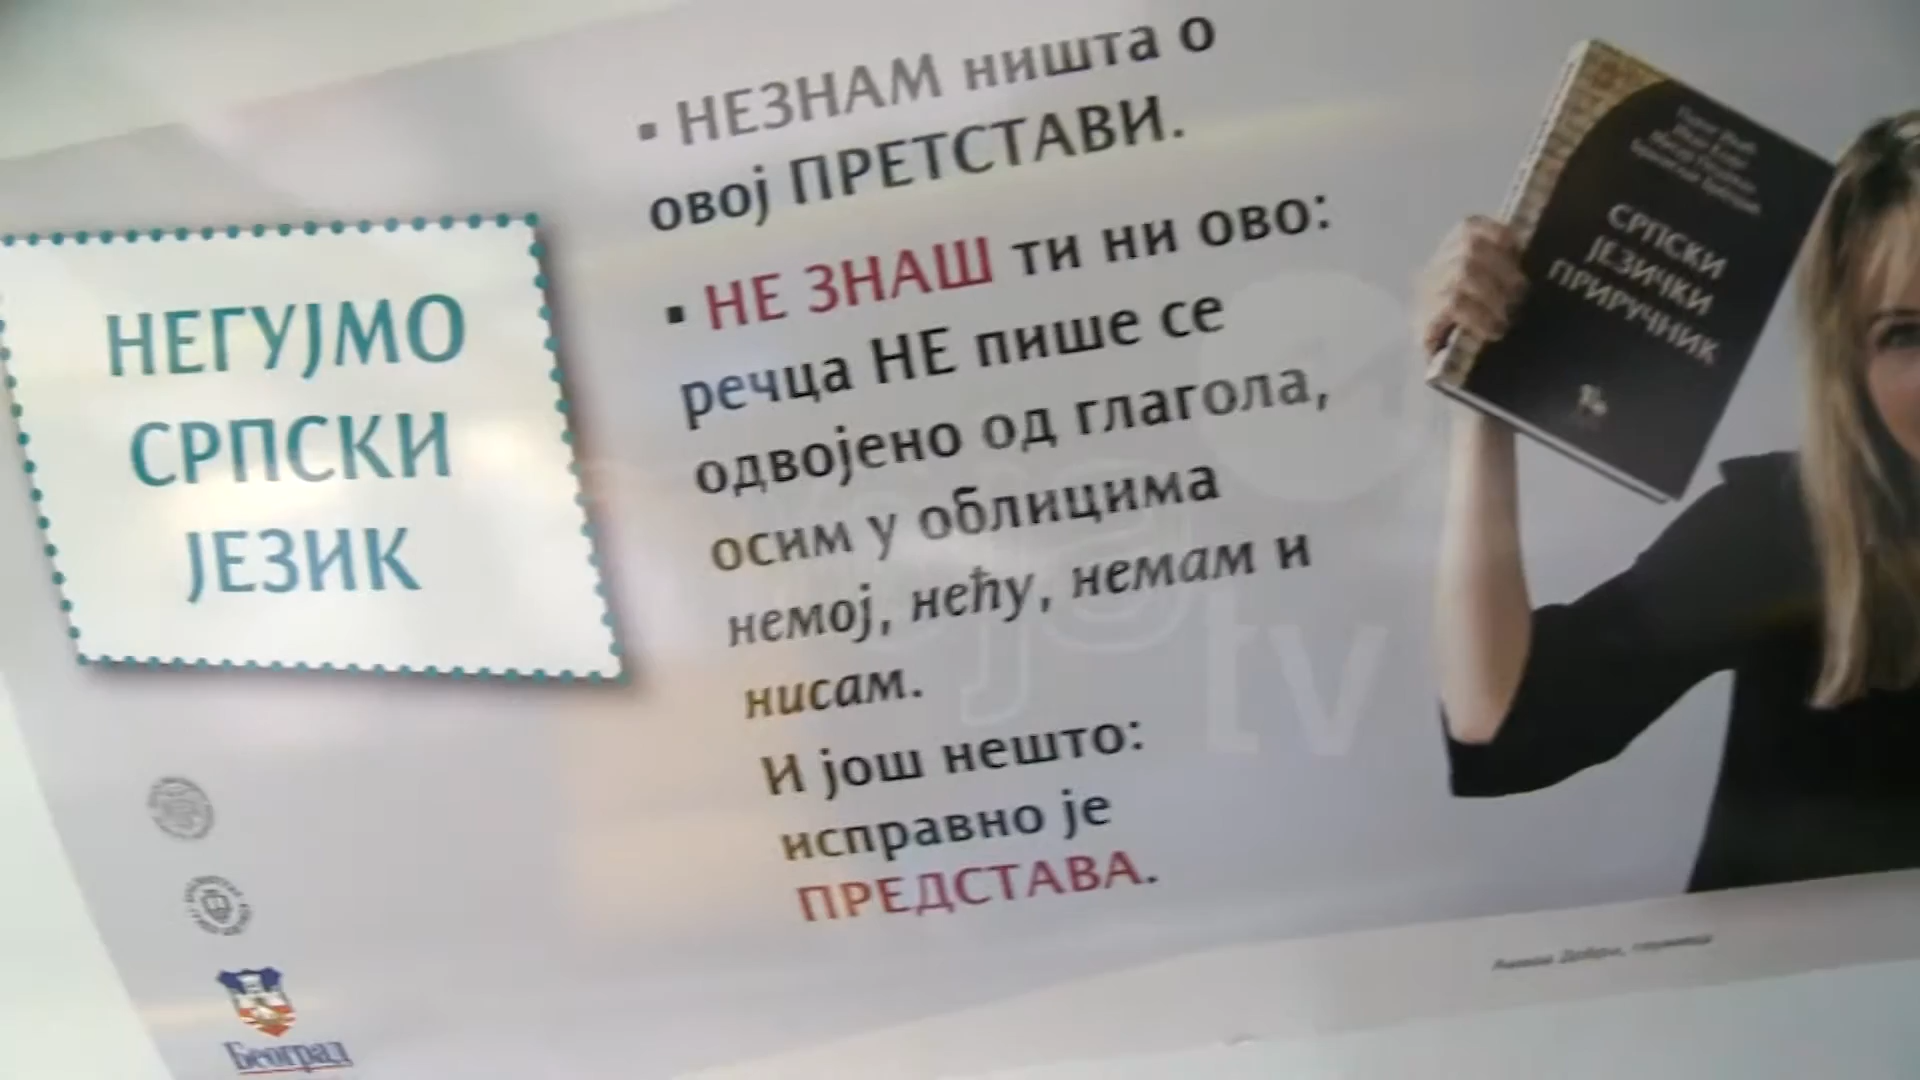 НЕГУЈМО
СРПСКИ
ЈЕЗИК
▪ НЕЗНАМ ништа о
овој ПРЕТСТАВИ.
▪ НЕ ЗНАШ ти ни ово:
речца НЕ пише се
одвојено од глагола,
осим у облицима
немој, нећу, немам и
нисам.
И још нешто:
исправно је
ПРЕДСТАВА.
СРПСКИ
ЈЕЗИЧКИ
ПРИРУЧНИК
Београд
tv